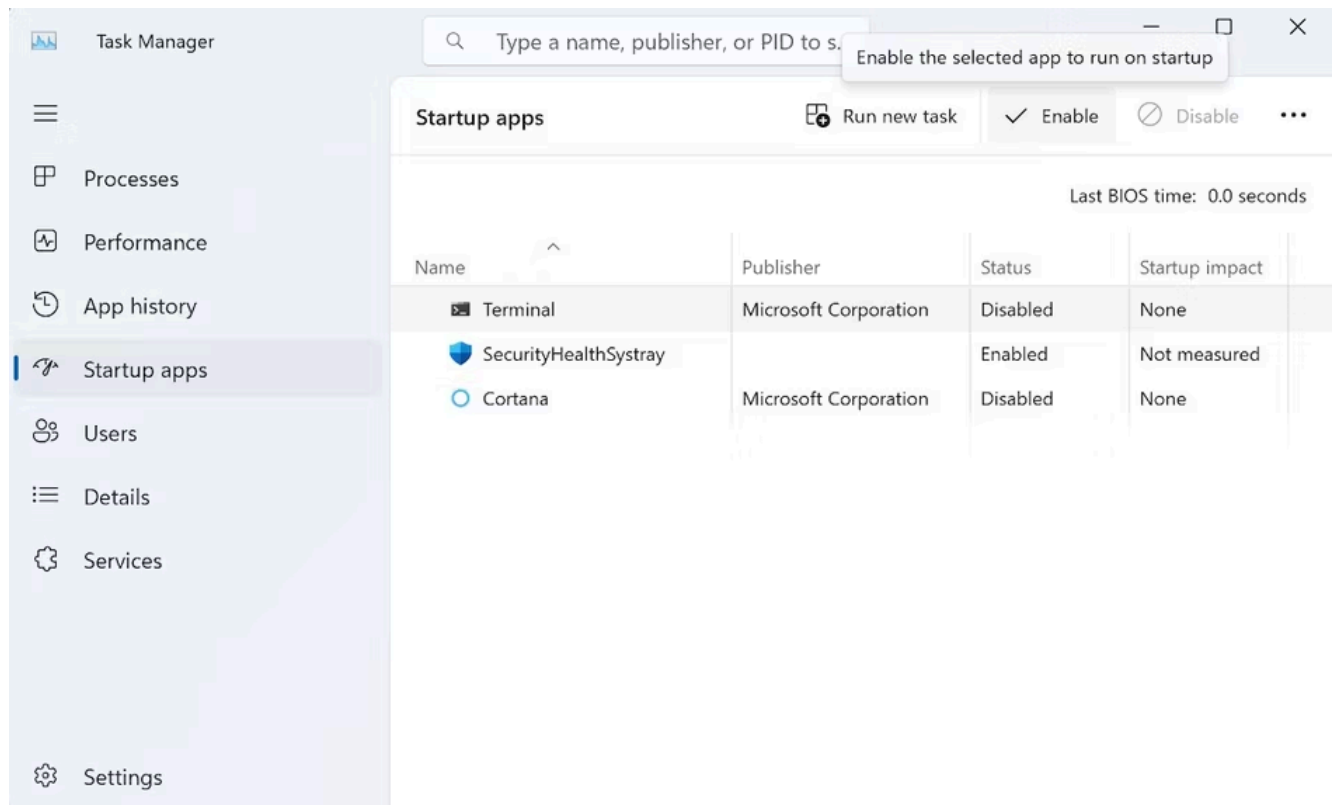 Task Manager
Type a name, publisher, or PID to s...
Enable the selected app to run on startup
Startup apps
Run new task
Enable
Disable
Processes
Performance
App history
Startup apps
Users
Details
Services
Settings
Last BIOS time: 0.0 seconds
Name Publisher Status Startup impact
Terminal Microsoft Corporation Disabled None
SecurityHealthSystray Enabled Not measured
Cortana Microsoft Corporation Disabled None